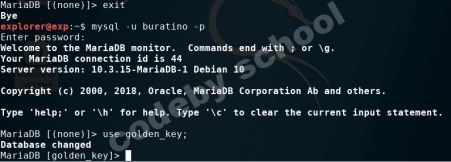 MariaDB [(none)]> exit
Bye
explorer@exp:~$ mysql -u buratino -p
Enter password:
Welcome to the MariaDB monitor.  Commands end with ; or \g.
Your MariaDB connection id is 44
Server version: 10.3.15-MariaDB-1 Debian 10

Copyright (c) 2000, 2018, Oracle, MariaDB Corporation Ab and others.

Type 'help;' or '\h' for help. Type '\c' to clear the current input statement.

MariaDB [(none)]> use golden_key;
Database changed
MariaDB [golden_key]>
codeby school